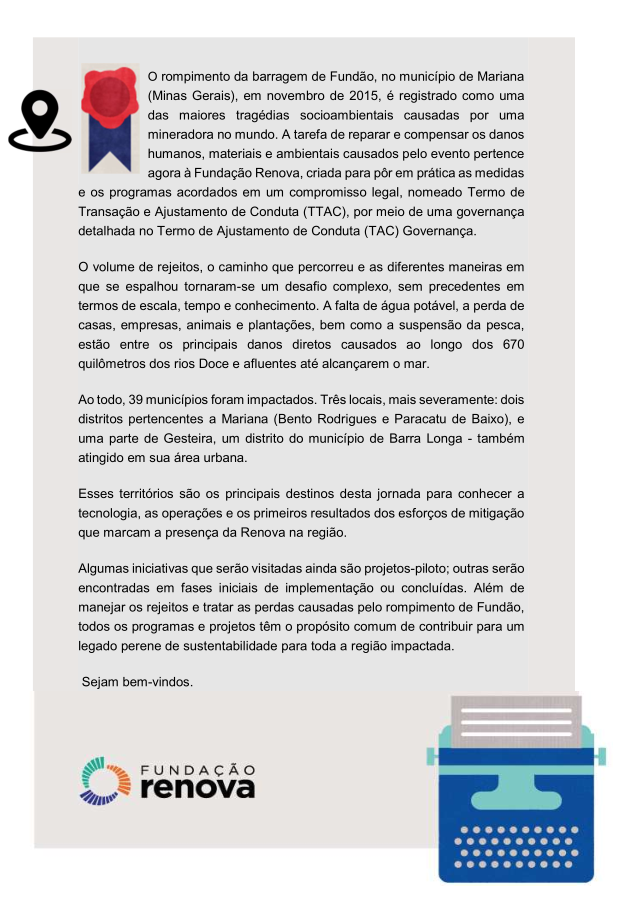 O rompimento da barragem de Fundão, no município de Mariana
(Minas Gerais), em novembro de 2015, é registrado como uma
das maiores tragédias socioambientais causadas por uma
mineradora no mundo. A tarefa de reparar e compensar os danos
humanos, materiais e ambientais causados pelo evento pertence
agora à Fundação Renova, criada para pôr em prática as medidas
e os programas acordados em um compromisso legal, nomeado Termo de
Transação e Ajustamento de Conduta (TTAC), por meio de uma governança
detalhada no Termo de Ajustamento de Conduta (TAC) Governança.
O volume de rejeitos, o caminho que percorreu e as diferentes maneiras em
que se espalhou tornaram-se um desafio complexo, sem precedentes em
termos de escala, tempo e conhecimento. A falta de água potável, a perda de
casas, empresas, animais e plantações, bem como a suspensão da pesca,
estão entre os principais danos diretos causados ao longo dos 670
quilômetros dos rios Doce e afluentes até alcançarem o mar.
Ao todo, 39 municípios foram impactados. Três locais, mais severamente: dois
distritos pertencentes a Mariana (Bento Rodrigues e Paracatu de Baixo), e
uma parte de Gesteira, um distrito do município de Barra Longa - também
atingido em sua área urbana.
Esses territórios são os principais destinos desta jornada para conhecer a
tecnologia, as operações e os primeiros resultados dos esforços de mitigação
que marcam a presença da Renova na região.
Algumas iniciativas que serão visitadas ainda são projetos-piloto; outras serão
encontradas em fases iniciais de implementação ou concluídas. Além de
manejar os rejeitos e tratar as perdas causadas pelo rompimento de Fundão,
todos os programas e projetos têm o propósito comum de contribuir para um
legado perene de sustentabilidade para toda a região impactada.
Sejam bem-vindos.
FUNDAÇÃO
renova